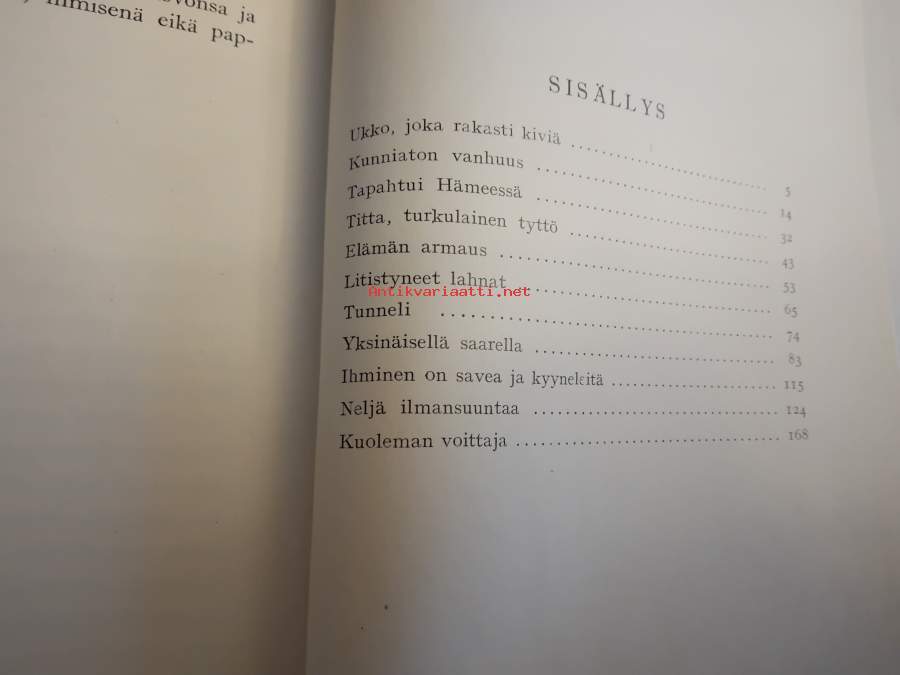 ja
ihmisenä eikä pap-
SISÄLLYS
Ukko, joka rakasti kiviä ........................ 5
Kunniaton vanhuus ........................ 14
Tapahtui Hämeessä ........................ 32
Titta, turkulainen tyttö ........................ 43
Elämän armaus ........................ 53
Litistyneet lahnat ........................ 65
Antikvariaatti.net
Tunneli ........................ 74
Yksinäisellä saarella ........................ 83
Ihminen on savea ja kyyneleitä ........................ 115
Neljä ilmansuuntaa ........................ 124
Kuoleman voittaja ........................ 168